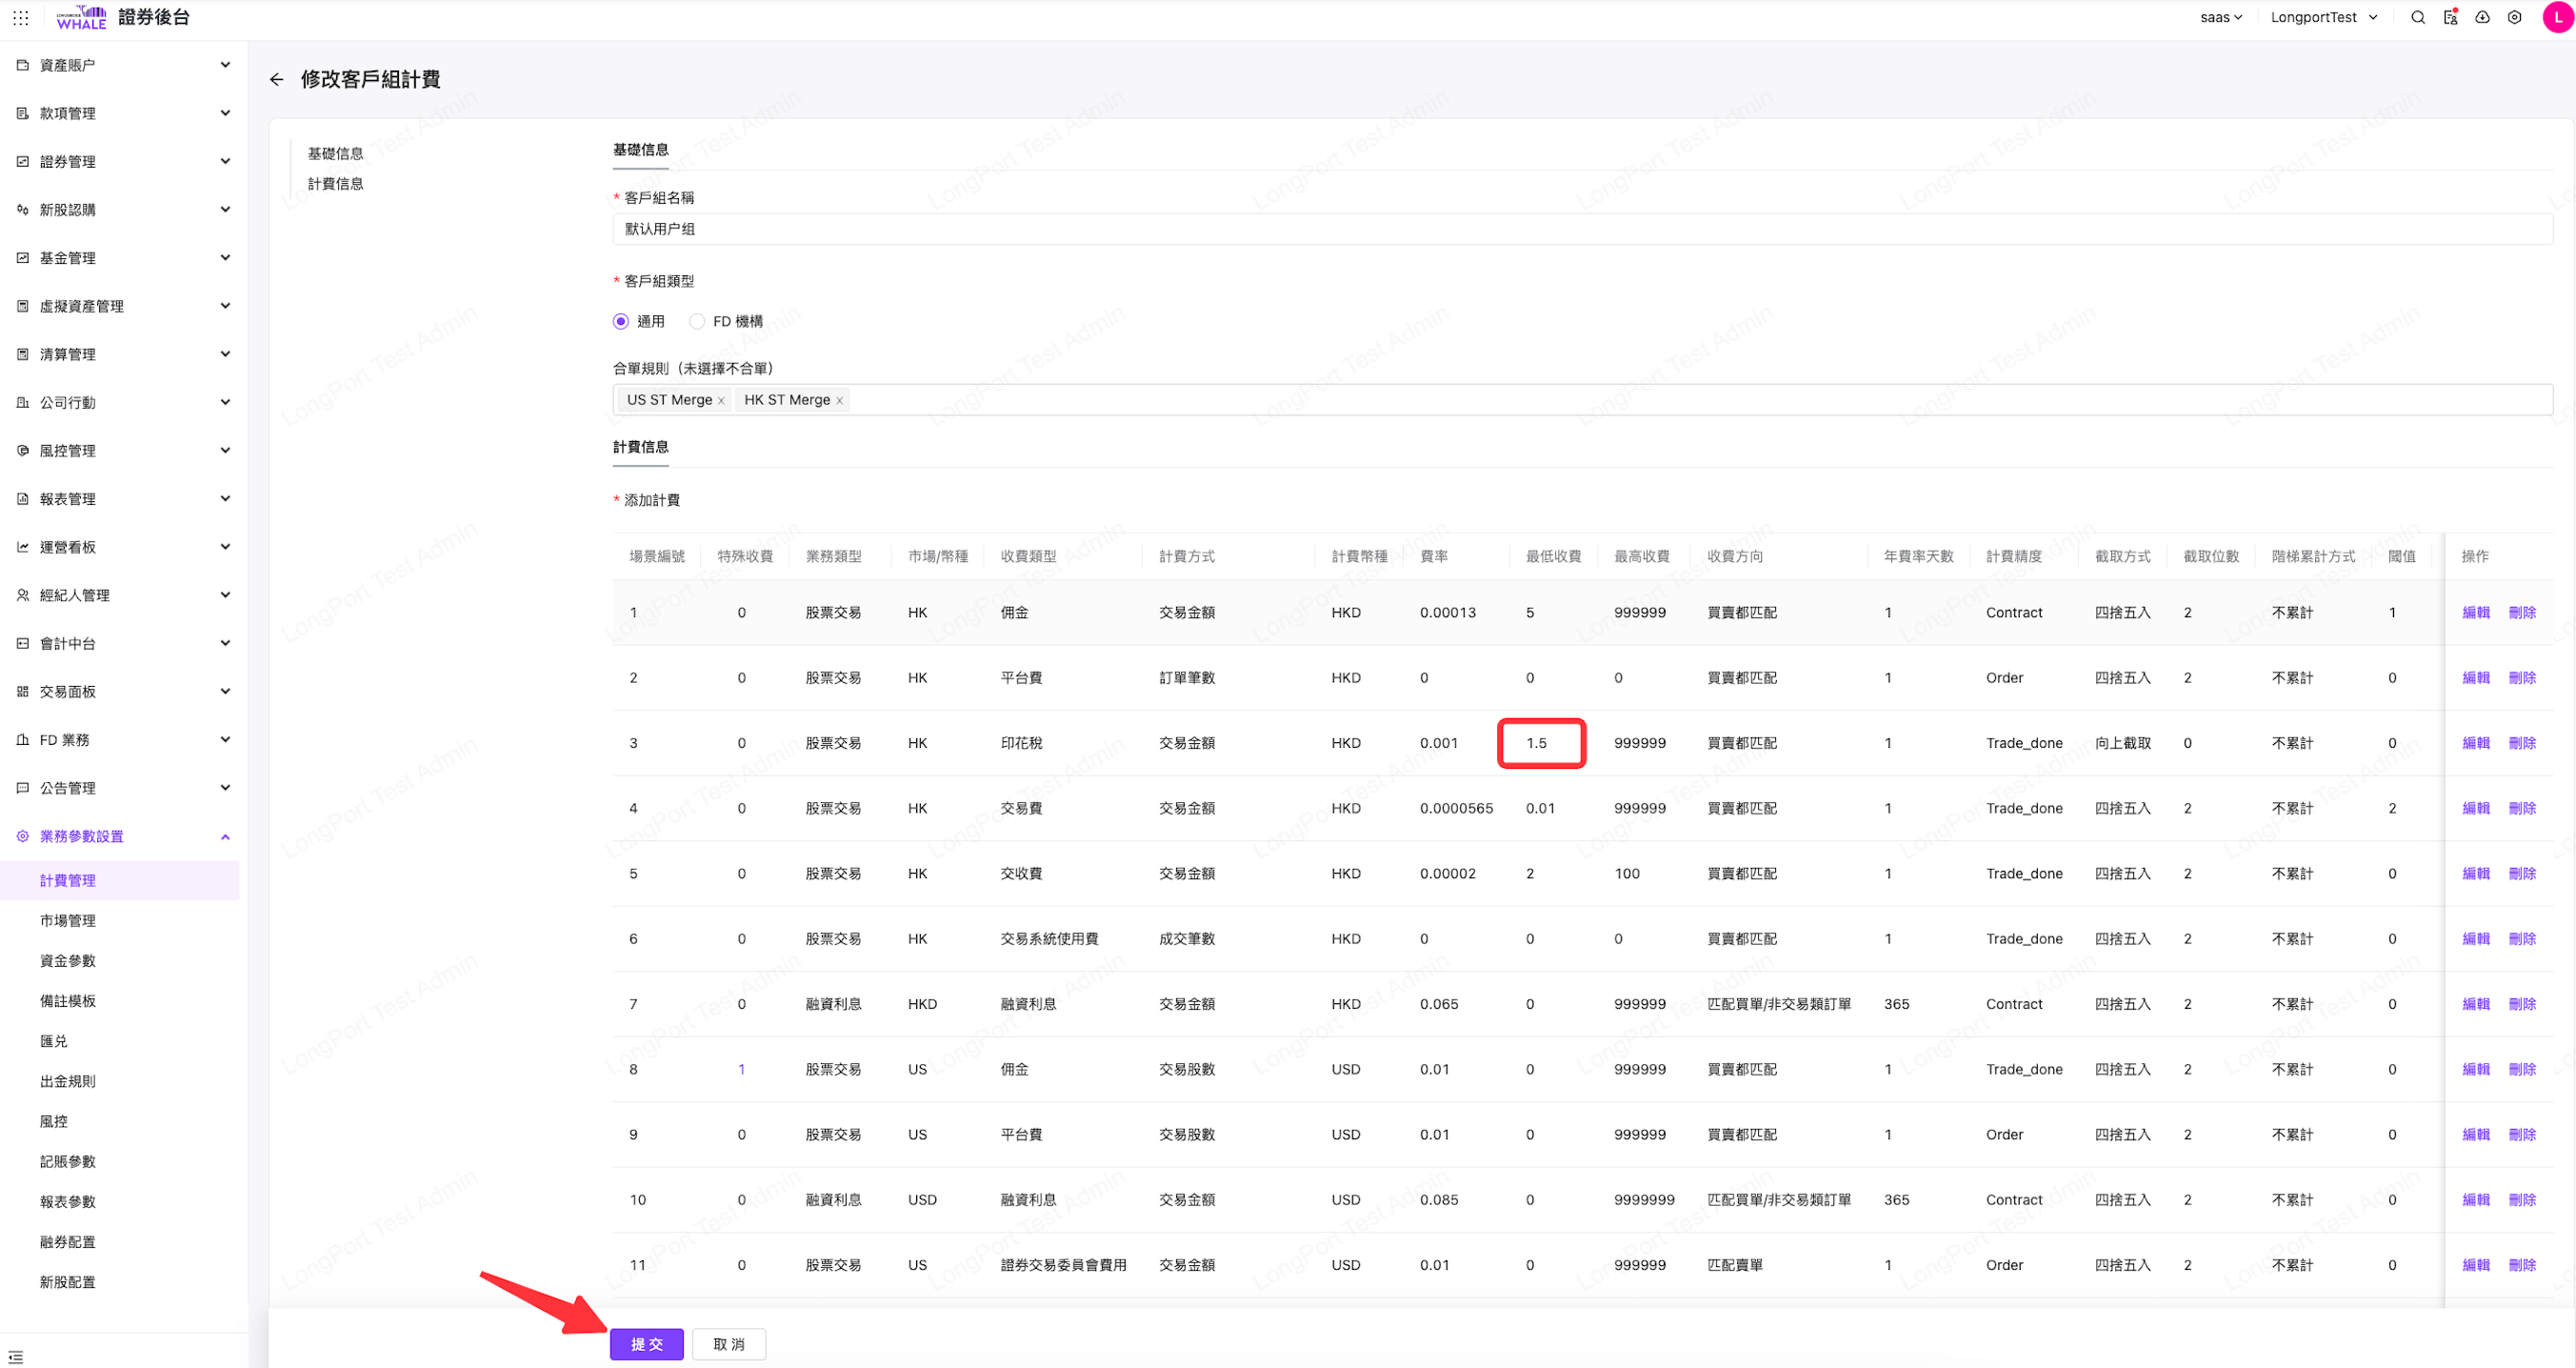 WHALE 證券後台 saas LongportTest L
資產賬户
款項管理
證券管理
新股認購
基金管理
虛擬資產管理
清算管理
公司行動
風控管理
報表管理
運營看板
經紀人管理
會計中台
交易面板
FD 業務
公告管理
業務參數設置
計費管理
市場管理
資金參數
備註模板
匯兑
出金規則
風控
記賬參數
報表參數
融券配置
新股配置
修改客戶組計費
基礎信息
計費信息
基礎信息
* 客戶組名稱
默认用户组
* 客戶組類型
通用 FD 機構
合單規則（未選擇不合單）
US ST Merge x HK ST Merge x
計費信息
* 添加計費
場景編號 特殊收費 業務類型 市場/幣種 收費類型 計費方式 計費幣種 費率 最低收費 最高收費 收費方向 年費率天數 計費精度 截取方式 截取位數 階梯累計方式 閾值 操作
1 0 股票交易 HK 佣金 交易金額 HKD 0.00013 5 999999 買賣都匹配 1 Contract 四捨五入 2 不累計 1 編輯 刪除
2 0 股票交易 HK 平台費 訂單筆數 HKD 0 0 0 買賣都匹配 1 Order 四捨五入 2 不累計 0 編輯 刪除
3 0 股票交易 HK 印花稅 交易金額 HKD 0.001 1.5 999999 買賣都匹配 1 Trade_done 向上截取 0 不累計 0 編輯 刪除
4 0 股票交易 HK 交易費 交易金額 HKD 0.0000565 0.01 999999 買賣都匹配 1 Trade_done 四捨五入 2 不累計 2 編輯 刪除
5 0 股票交易 HK 交收費 交易金額 HKD 0.00002 2 100 買賣都匹配 1 Trade_done 四捨五入 2 不累計 0 編輯 刪除
6 0 股票交易 HK 交易系統使用費 成交筆數 HKD 0 0 0 買賣都匹配 1 Trade_done 四捨五入 2 不累計 0 編輯 刪除
7 0 融資利息 HKD 融資利息 交易金額 HKD 0.065 0 999999 匹配買單/非交易類訂單 365 Contract 四捨五入 2 不累計 0 編輯 刪除
8 1 股票交易 US 佣金 交易股數 USD 0.01 0 999999 買賣都匹配 1 Trade_done 四捨五入 2 不累計 0 編輯 刪除
9 0 股票交易 US 平台費 交易股數 USD 0.01 0 999999 買賣都匹配 1 Order 四捨五入 2 不累計 0 編輯 刪除
10 0 融資利息 USD 融資利息 交易金額 USD 0.085 0 9999999 匹配買單/非交易類訂單 365 Contract 四捨五入 2 不累計 0 編輯 刪除
11 0 股票交易 US 證券交易委員會費用 交易金額 USD 0.01 0 999999 匹配賣單 1 Order 四捨五入 2 不累計 0 編輯 刪除
提 交 取 消
LongPort Test Admin